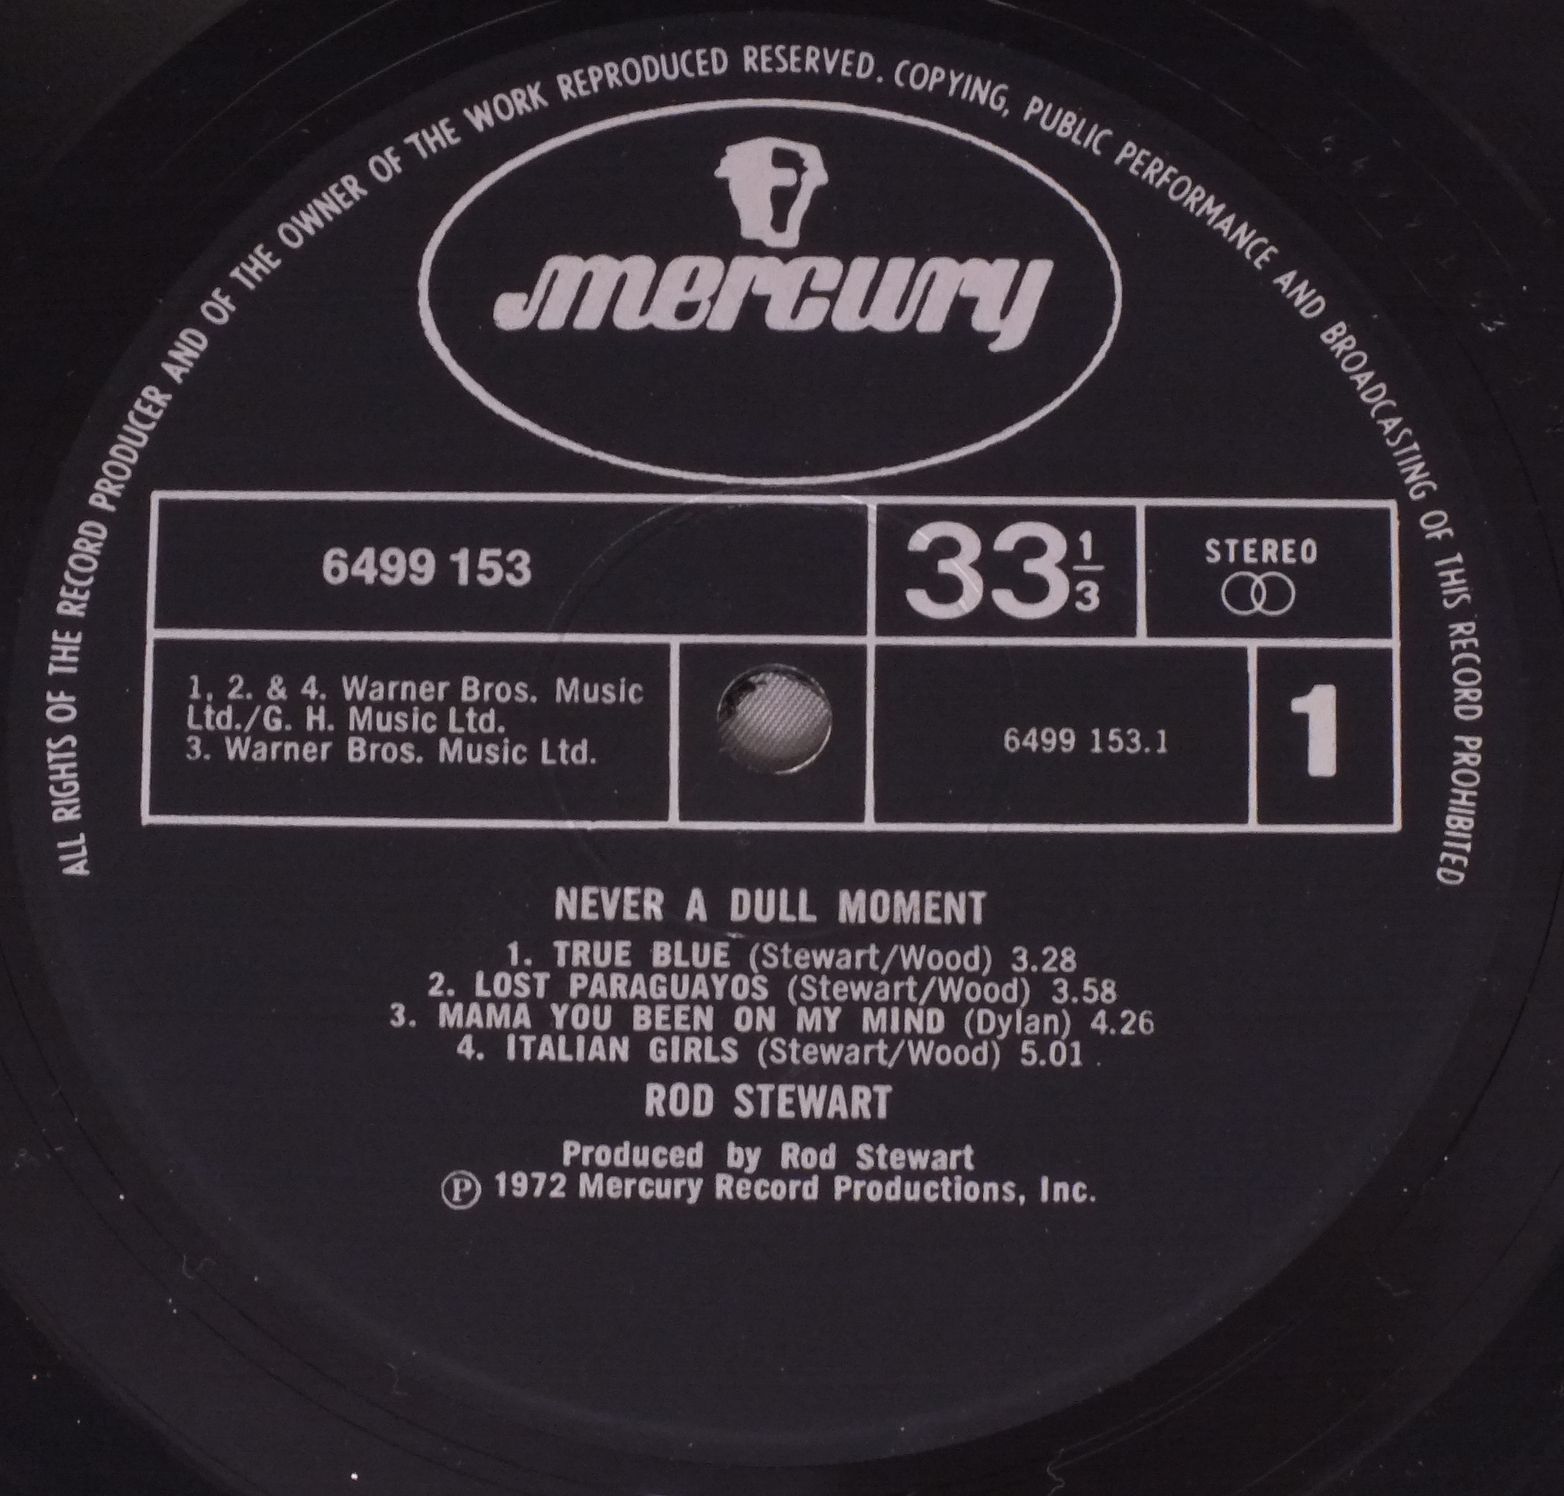 ALL RIGHTS OF THE RECORD PRODUCER AND OF THE OWNER OF THE WORK REPRODUCED RESERVED. COPYING, PUBLIC PERFORMANCE AND BROADCASTING OF THIS RECORD PROHIBITED
mercury
6499 153
33 1/3
STEREO
1. 2. & 4. Warner Bros. Music
Ltd./G. H. Music Ltd.
3. Warner Bros. Music Ltd.
6499 153.1
1
NEVER A DULL MOMENT
1. TRUE BLUE (Stewart/Wood) 3.28
2. LOST PARAGUAYOS (Stewart/Wood) 3.58
3. MAMA YOU BEEN ON MY MIND (Dylan) 4.26
4. ITALIAN GIRLS (Stewart/Wood) 5.01
ROD STEWART
Produced by Rod Stewart
Ⓟ 1972 Mercury Record Productions, Inc.